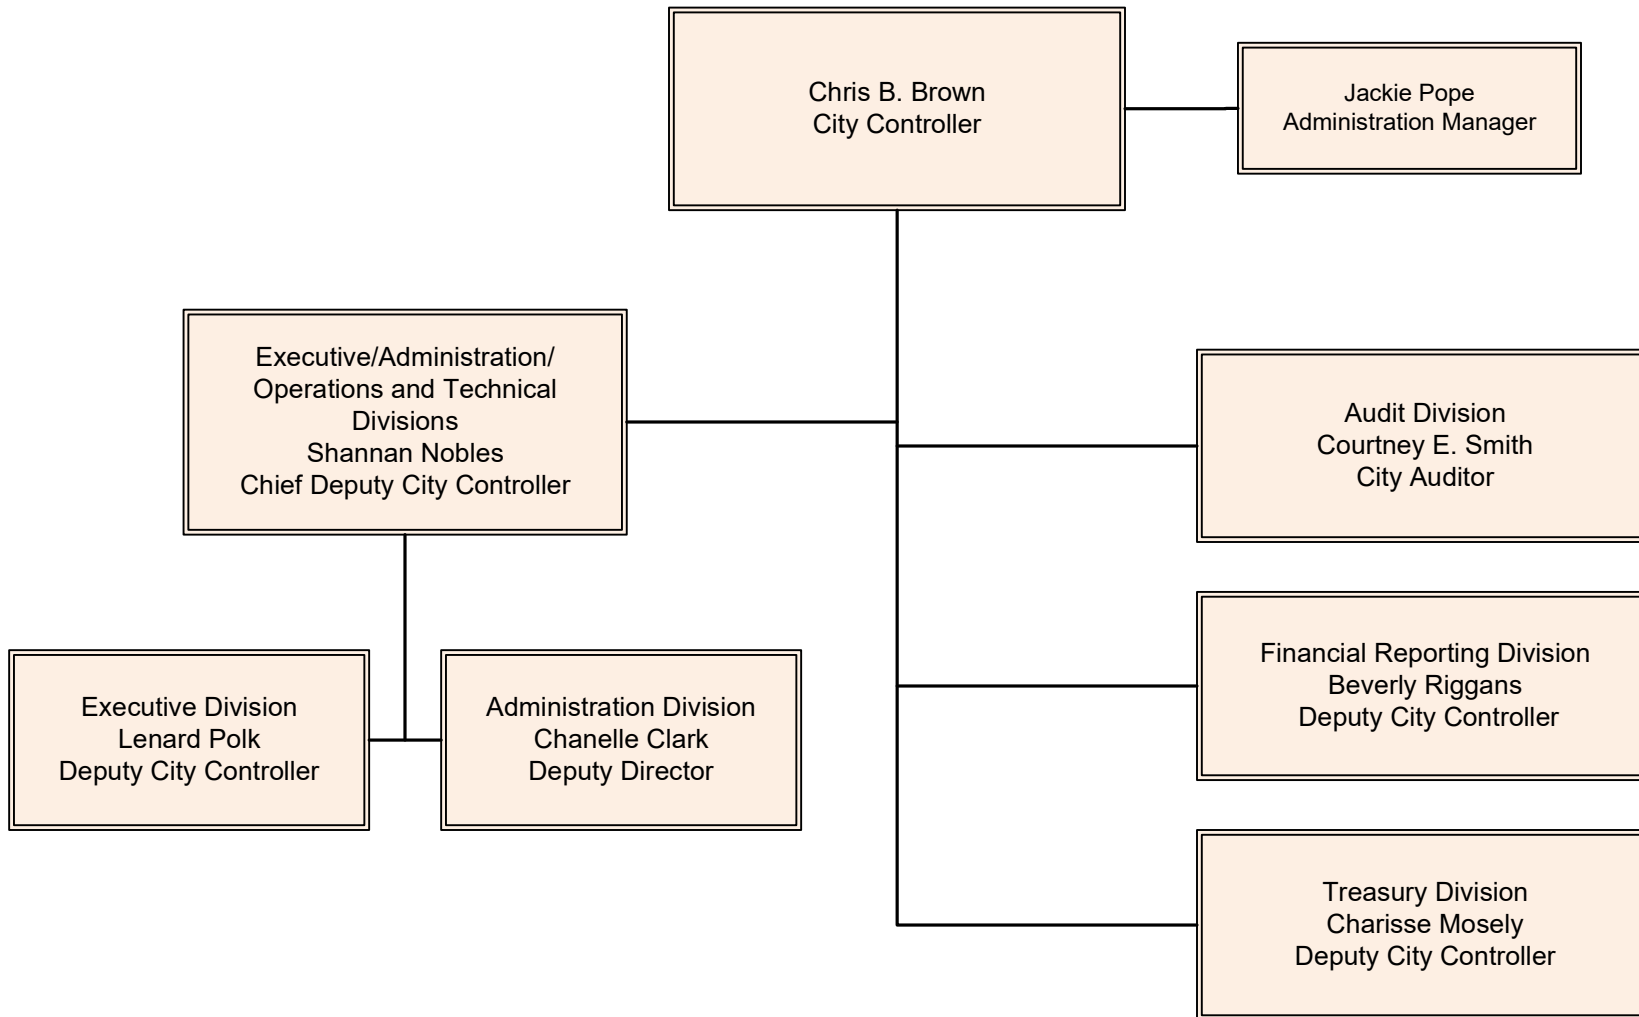 Chris B. Brown
City Controller
Jackie Pope
Administration Manager
Executive/Administration/
Operations and Technical
Divisions
Shannan Nobles
Chief Deputy City Controller
Audit Division
Courtney E. Smith
City Auditor
Financial Reporting Division
Beverly Riggans
Deputy City Controller
Executive Division
Lenard Polk
Deputy City Controller
Administration Division
Chanelle Clark
Deputy Director
Treasury Division
Charisse Mosely
Deputy City Controller